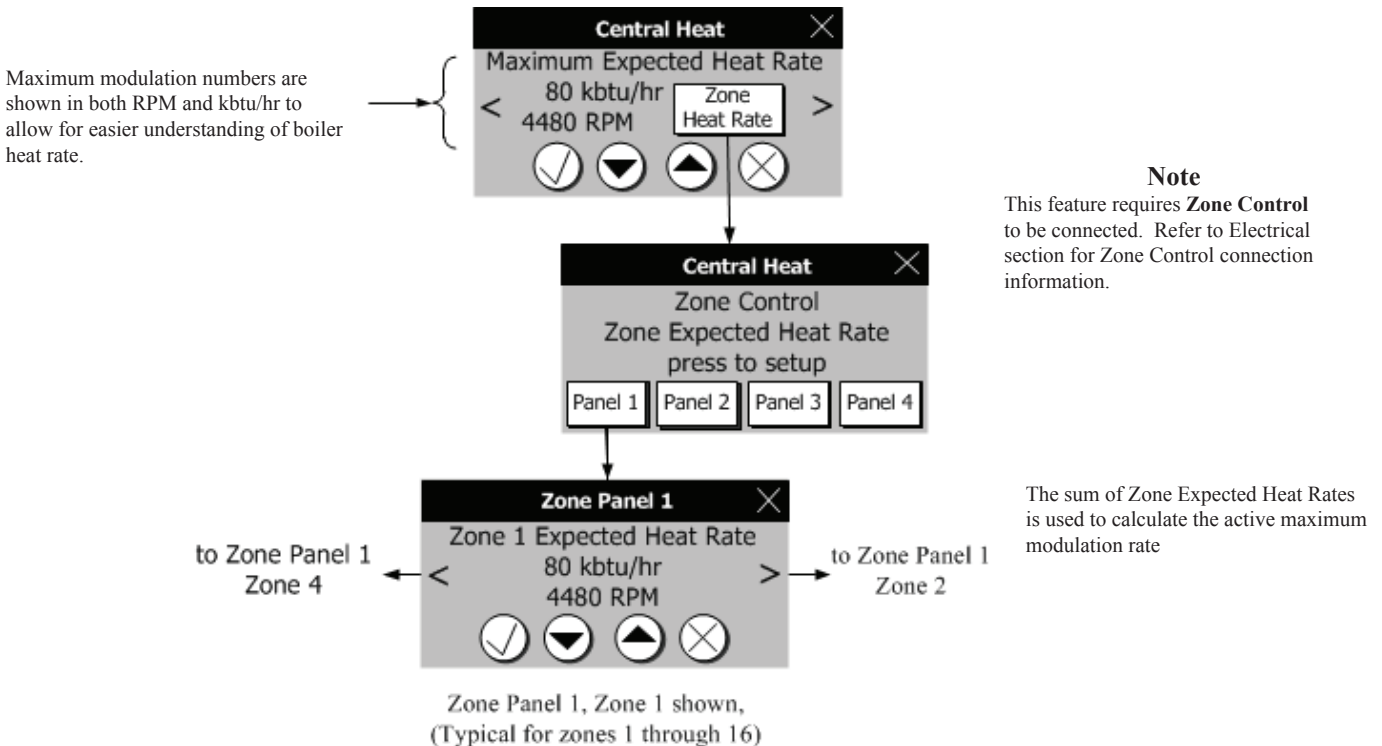 Central Heat
Maximum Expected Heat Rate
< 80 kbtu/hr Zone >
4480 RPM Heat Rate
Maximum modulation numbers are
shown in both RPM and kbtu/hr to
allow for easier understanding of boiler
heat rate.
Note
This feature requires Zone Control
to be connected. Refer to Electrical
section for Zone Control connection
information.
Central Heat
Zone Control
Zone Expected Heat Rate
press to setup
Panel 1 Panel 2 Panel 3 Panel 4
The sum of Zone Expected Heat Rates
is used to calculate the active maximum
modulation rate
Zone Panel 1
Zone 1 Expected Heat Rate
< 80 kbtu/hr >
4480 RPM
to Zone Panel 1
Zone 4
to Zone Panel 1
Zone 2
Zone Panel 1, Zone 1 shown,
(Typical for zones 1 through 16)